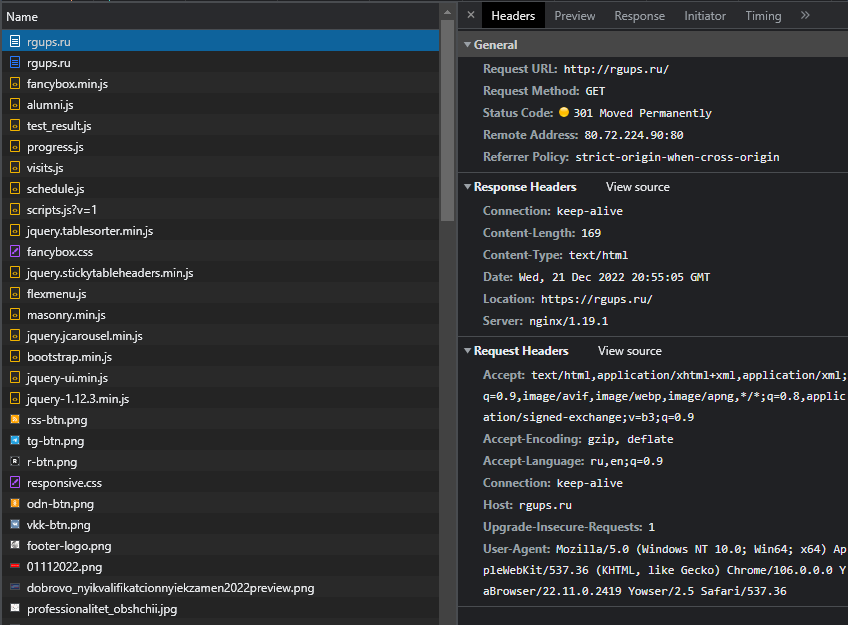 Name
rgups.ru
rgups.ru
fancybox.min.js
alumni.js
test_result.js
progress.js
visits.js
schedule.js
scripts.js?v=1
jquery.tablesorter.min.js
fancybox.css
jquery.stickytableheaders.min.js
flexmenu.js
masonry.min.js
jquery.jcarousel.min.js
bootstrap.min.js
jquery-ui.min.js
jquery-1.12.3.min.js
rss-btn.png
tg-btn.png
r-btn.png
responsive.css
odn-btn.png
vkk-btn.png
footer-logo.png
01112022.png
dobrovo_nyikvalifikatcionnyiekzamen2022preview.png
professionalitet_obshchii.jpg
× Headers Preview Response Initiator Timing »
General
Request URL: http://rgups.ru/
Request Method: GET
Status Code: 301 Moved Permanently
Remote Address: 80.72.224.90:80
Referrer Policy: strict-origin-when-cross-origin
Response Headers View source
Connection: keep-alive
Content-Length: 169
Content-Type: text/html
Date: Wed, 21 Dec 2022 20:55:05 GMT
Location: https://rgups.ru/
Server: nginx/1.19.1
Request Headers View source
Accept: text/html,application/xhtml+xml,application/xml;
q=0.9,image/avif,image/webp,image/apng,*/*;q=0.8,applic
ation/signed-exchange;v=b3;q=0.9
Accept-Encoding: gzip, deflate
Accept-Language: ru,en;q=0.9
Connection: keep-alive
Host: rgups.ru
Upgrade-Insecure-Requests: 1
User-Agent: Mozilla/5.0 (Windows NT 10.0; Win64; x64) Ap
pleWebKit/537.36 (KHTML, like Gecko) Chrome/106.0.0.0 Y
aBrowser/22.11.0.2419 Yowser/2.5 Safari/537.36